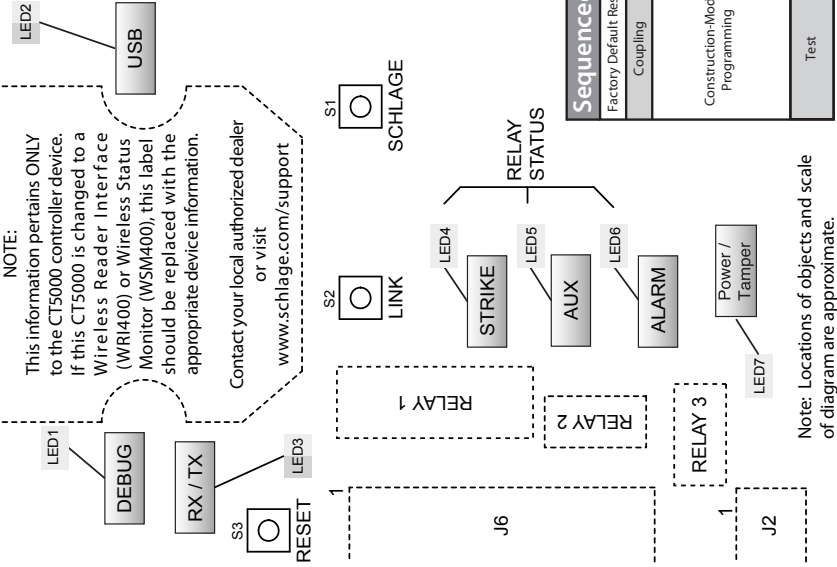 LED2
USB
NOTE:
This information pertains ONLY
to the CT5000 controller device.
If this CT5000 is changed to a
Wireless Reader Interface
(WRI400) or Wireless Status
Monitor (WSM400), this label
should be replaced with the
appropriate device information.
Contact your local authorized dealer
or visit
www.schlage.com/support
LED1
DEBUG
RX / TX
LED3
S3
RESET
S1
SCHLAGE
S2
LINK
RELAY
STATUS
LED4
STRIKE
LED5
AUX
LED6
ALARM
Power /
Tamper
LED7
RELAY 1
RELAY 2
RELAY 3
1
J6
1
J2
Factory Default Res
Coupling
Construction-Mod
Programming
Test
Note: Locations of objects and scale
of diagram are approximate.